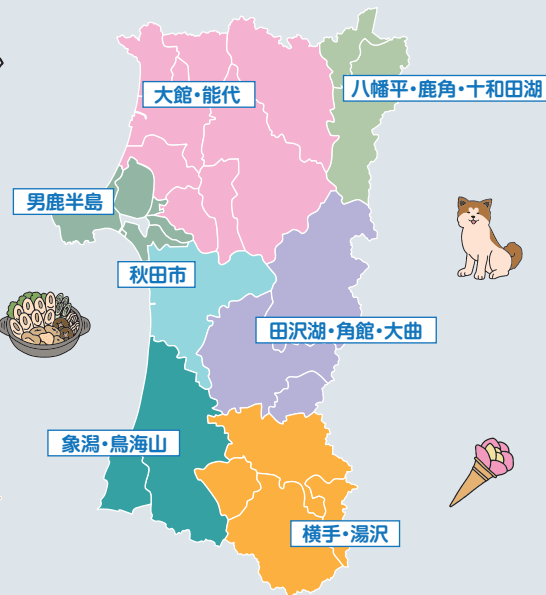 大館・能代
八幡平・鹿角・十和田湖
男鹿半島
秋田市
田沢湖・角館・大曲
象潟・鳥海山
横手・湯沢